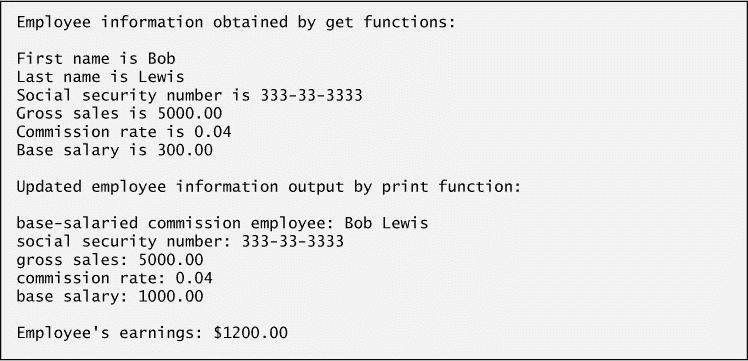 Employee information obtained by get functions:
First name is Bob
Last name is Lewis
Social security number is 333-33-3333
Gross sales is 5000.00
Commission rate is 0.04
Base salary is 300.00
Updated employee information output by print function:
base-salaried commission employee: Bob Lewis
social security number: 333-33-3333
gross sales: 5000.00
commission rate: 0.04
base salary: 1000.00
Employee's earnings: $1200.00